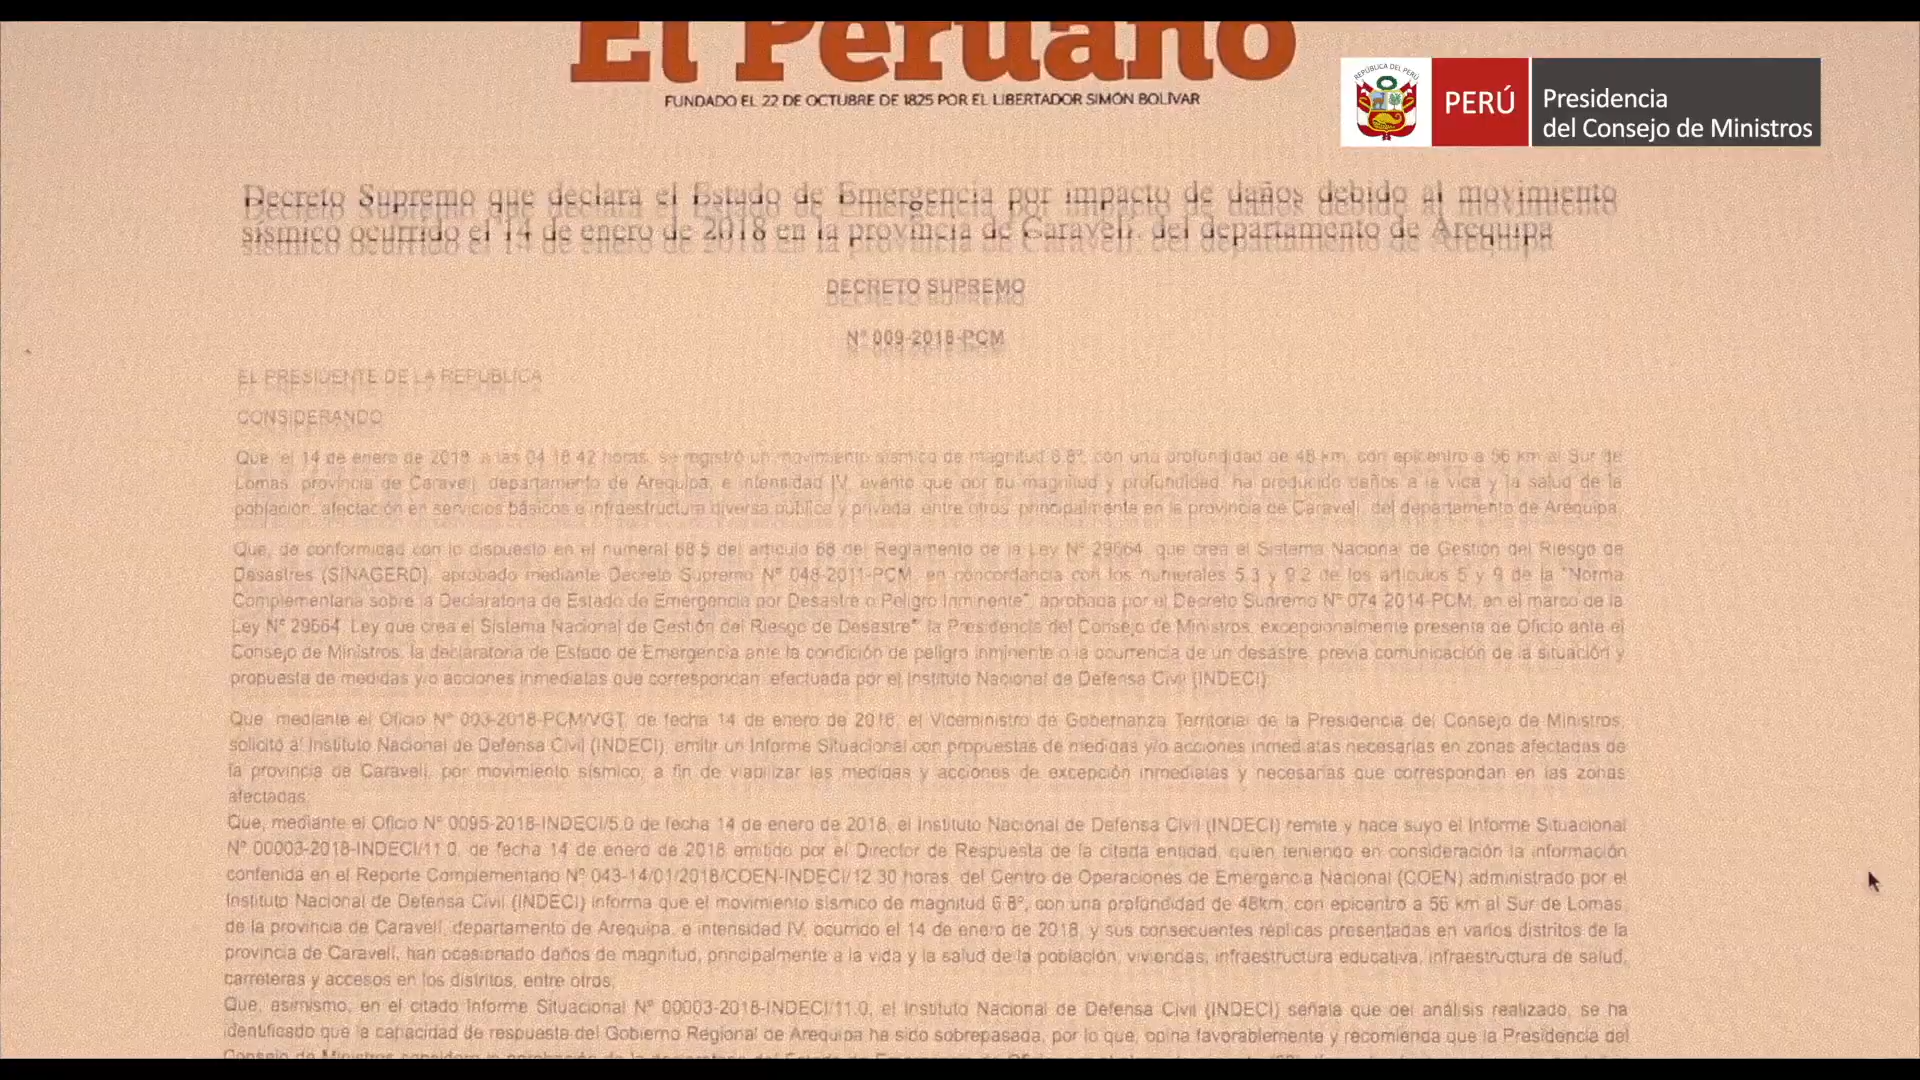 El Peruano
FUNDADO EL 22 DE OCTUBRE DE 1825 POR EL LIBERTADOR SIMÓN BOLÍVAR
REPÚBLICA DEL PERÚ
PERÚ
Presidencia
del Consejo de Ministros
Decreto Supremo que declara el Estado de Emergencia por impacto de daños debido al movimiento
sísmico ocurrido el 14 de enero de 2018 en la provincia de Caravelí, del departamento de Arequipa
DECRETO SUPREMO
N° 009-2018-PCM
EL PRESIDENTE DE LA REPÚBLICA
CONSIDERANDO
Que, el 14 de enero de 2018, a las 04:18:42 horas, se registró un movimiento sísmico de magnitud 6.8°, con una profundidad de 48 km, con epicentro a 56 km al Sur de
Lomas, provincia de Caravelí, departamento de Arequipa, e intensidad IV, evento que por su magnitud y profundidad, ha producido daños a la vida y la salud de la
población, afectación en servicios básicos e infraestructura diversa pública y privada, entre otros, principalmente en la provincia de Caravelí, del departamento de Arequipa;
Que, de conformidad con lo dispuesto en el numeral 68.5 del artículo 68 del Reglamento de la Ley N° 29664, que crea el Sistema Nacional de Gestión del Riesgo de
Desastres (SINAGERD), aprobado mediante Decreto Supremo N° 048-2011-PCM, en concordancia con los numerales 5.3 y 9.2 de los artículos 5 y 9 de la "Norma
Complementaria sobre la Declaratoria de Estado de Emergencia por Desastre o Peligro Inminente", aprobada por el Decreto Supremo N° 074-2014-PCM, en el marco de la
Ley N° 29664, Ley que crea el Sistema Nacional de Gestión del Riesgo de Desastre", la Presidencia del Consejo de Ministros, excepcionalmente presenta de Oficio ante el
Consejo de Ministros, la declaratoria de Estado de Emergencia ante la condición de peligro inminente o la ocurrencia de un desastre, previa comunicación de la situación y
propuesta de medidas y/o acciones inmediatas que correspondan, efectuada por el Instituto Nacional de Defensa Civil (INDECI);
Que, mediante el Oficio N° 003-2018-PCM/VGT, de fecha 14 de enero de 2018, el Viceministro de Gobernanza Territorial de la Presidencia del Consejo de Ministros,
solicitó al Instituto Nacional de Defensa Civil (INDECI), emitir un Informe Situacional con propuestas de medidas y/o acciones inmediatas necesarias en zonas afectadas de
la provincia de Caravelí, por movimiento sísmico, a fin de viabilizar las medidas y acciones de excepción inmediatas y necesarias que correspondan en las zonas
afectadas;
Que, mediante el Oficio N° 0095-2018-INDECI/5.0 de fecha 14 de enero de 2018, el Instituto Nacional de Defensa Civil (INDECI) remite y hace suyo el Informe Situacional
N° 00003-2018-INDECI/11.0, de fecha 14 de enero de 2018 emitido por el Director de Respuesta de la citada entidad, quien teniendo en consideración la información
contenida en el Reporte Complementario N° 043-14/01/2018/COEN-INDECI/12:30 horas, del Centro de Operaciones de Emergencia Nacional (COEN) administrado por el
Instituto Nacional de Defensa Civil (INDECI) informa que el movimiento sísmico de magnitud 6.8°, con una profundidad de 48km, con epicentro a 56 km al Sur de Lomas,
de la provincia de Caravelí, departamento de Arequipa, e intensidad IV, ocurrido el 14 de enero de 2018, y sus consecuentes réplicas presentadas en varios distritos de la
provincia de Caravelí, han ocasionado daños de magnitud, principalmente a la vida y la salud de la población, viviendas, infraestructura educativa, infraestructura de salud,
carreteras y accesos en los distritos, entre otros;
Que, asimismo, en el citado Informe Situacional N° 00003-2018-INDECI/11.0, el Instituto Nacional de Defensa Civil (INDECI) señala que del análisis realizado, se ha
identificado que la capacidad de respuesta del Gobierno Regional de Arequipa ha sido sobrepasada, por lo que, opina favorablemente y recomienda que la Presidencia del
Consejo de Ministros